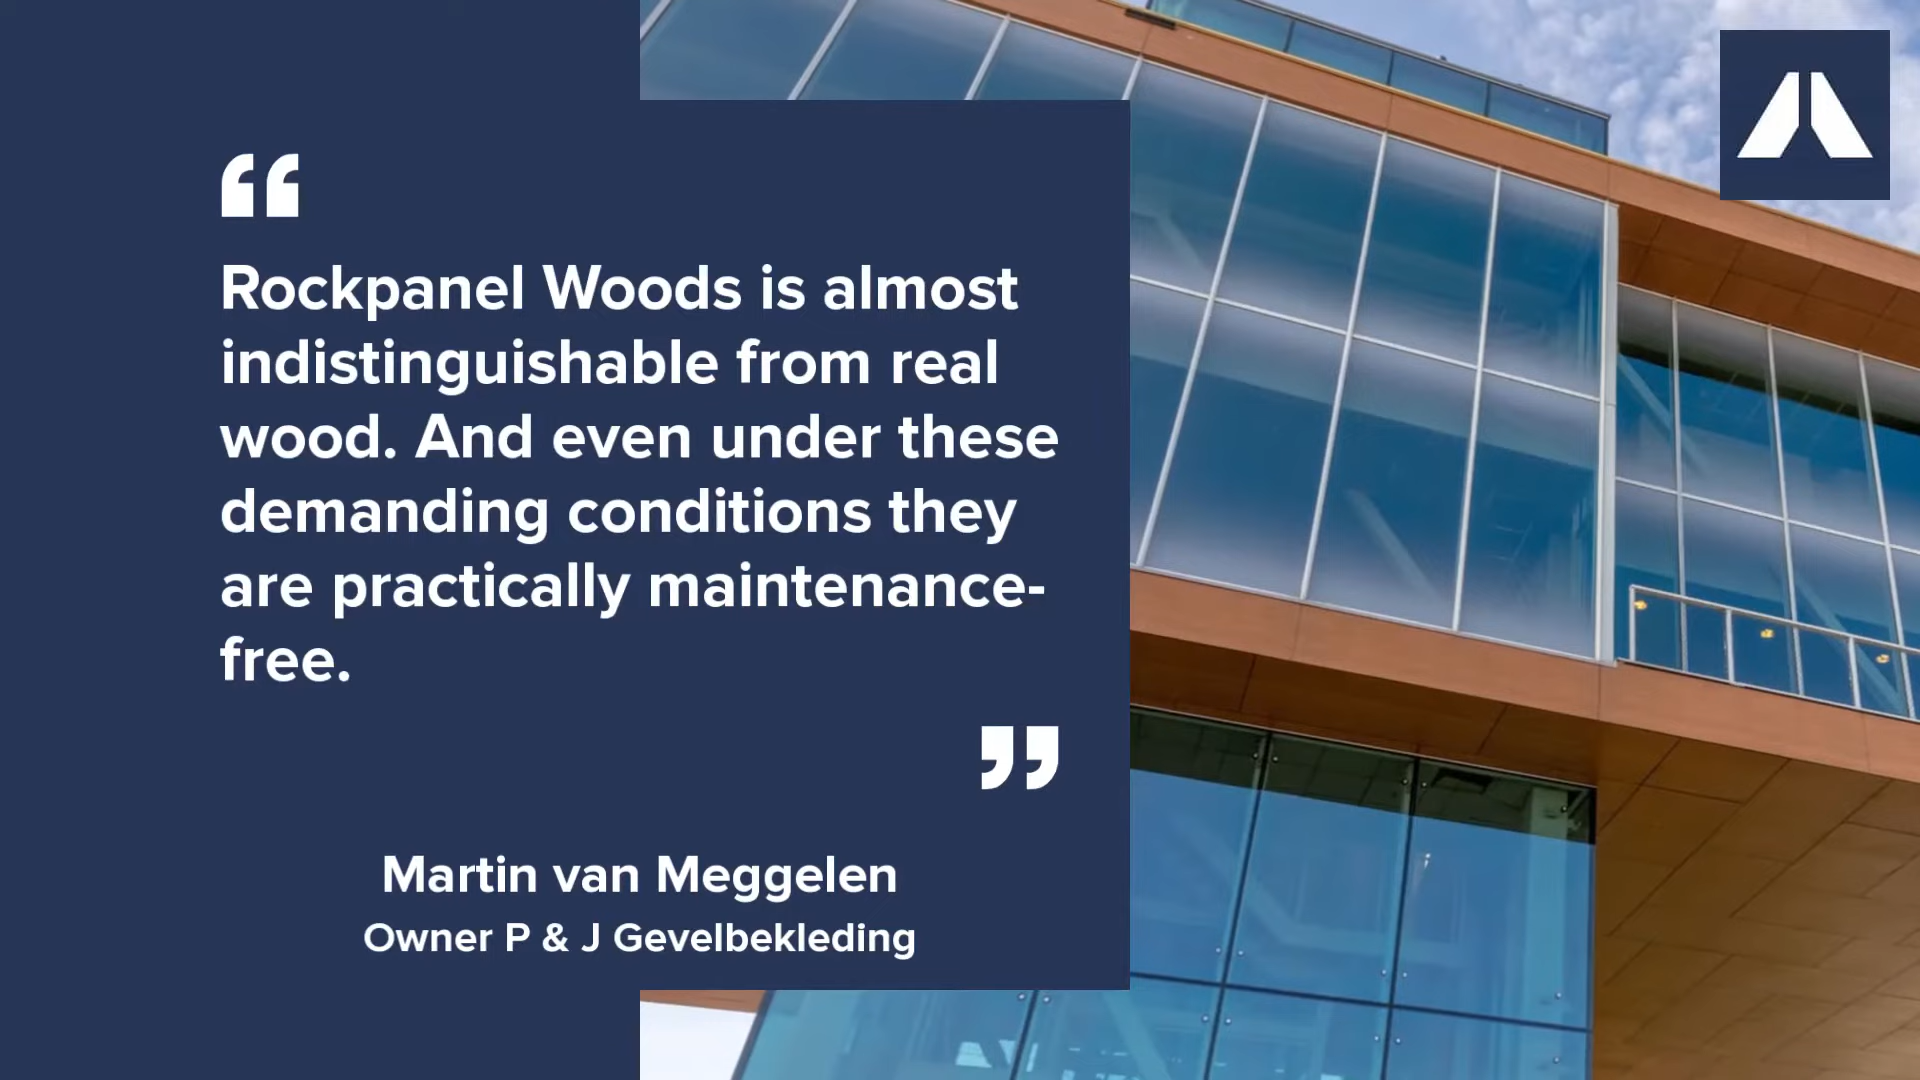 “
Rockpanel Woods is almost
indistinguishable from real
wood. And even under these
demanding conditions they
are practically maintenance-
free.
”
Martin van Meggelen
Owner P & J Gevelbekleding